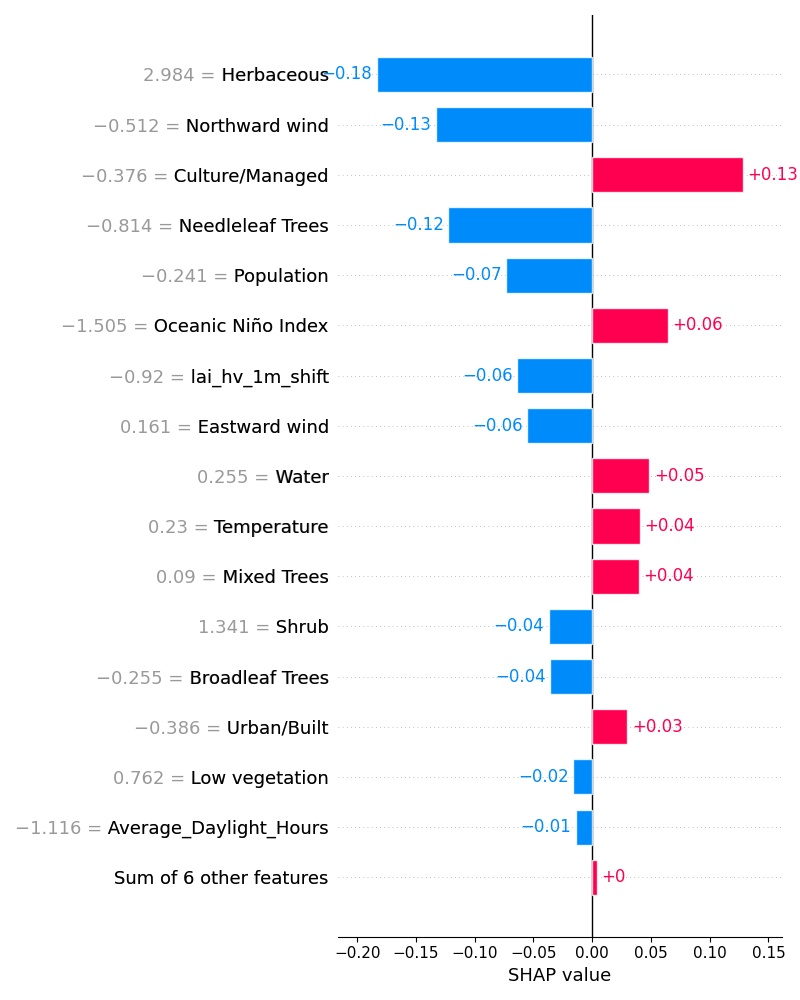 2.984 = Herbaceous −0.18
−0.512 = Northward wind −0.13
−0.376 = Culture/Managed +0.13
−0.814 = Needleleaf Trees −0.12
−0.241 = Population −0.07
−1.505 = Oceanic Niño Index +0.06
−0.92 = lai_hv_1m_shift −0.06
0.161 = Eastward wind −0.06
0.255 = Water +0.05
0.23 = Temperature +0.04
0.09 = Mixed Trees +0.04
1.341 = Shrub −0.04
−0.255 = Broadleaf Trees −0.04
−0.386 = Urban/Built +0.03
0.762 = Low vegetation −0.02
−1.116 = Average_Daylight_Hours −0.01
Sum of 6 other features +0
−0.20 −0.15 −0.10 −0.05 0.00 0.05 0.10 0.15
SHAP value